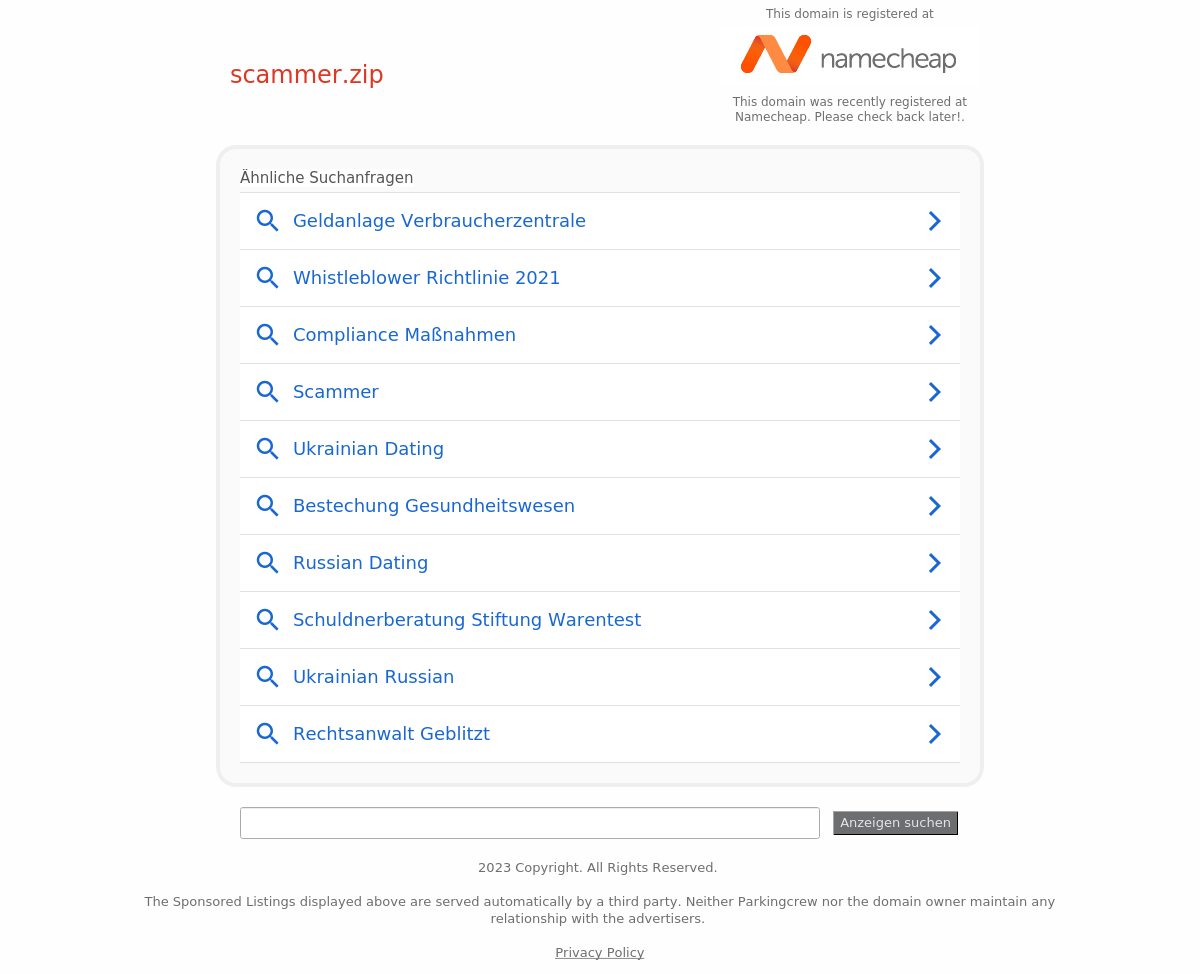 This domain is registered at
scammer.zip
namecheap
This domain was recently registered at
Namecheap. Please check back later!.
Ähnliche Suchanfragen
Geldanlage Verbraucherzentrale
Whistleblower Richtlinie 2021
Compliance Maßnahmen
Scammer
Ukrainian Dating
Bestechung Gesundheitswesen
Russian Dating
Schuldnerberatung Stiftung Warentest
Ukrainian Russian
Rechtsanwalt Geblitzt
Anzeigen suchen
2023 Copyright. All Rights Reserved.
The Sponsored Listings displayed above are served automatically by a third party. Neither Parkingcrew nor the domain owner maintain any
relationship with the advertisers.
Privacy Policy